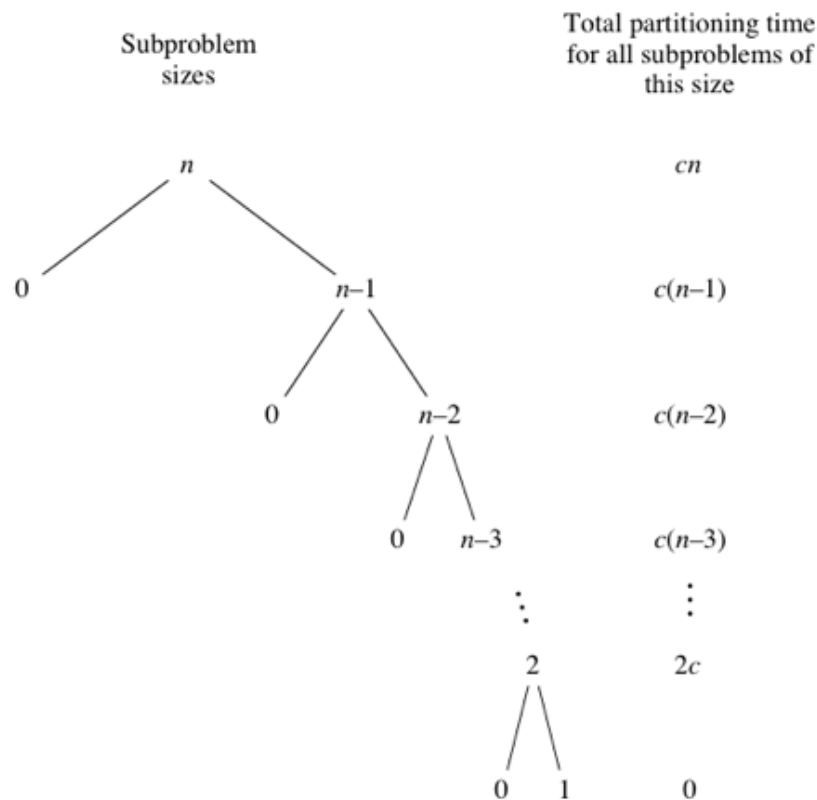 Subproblem
sizes
Total partitioning time
for all subproblems of
this size
n cn
0 n–1 c(n–1)
0 n–2 c(n–2)
0 n–3 c(n–3)
2 2c
0 1 0